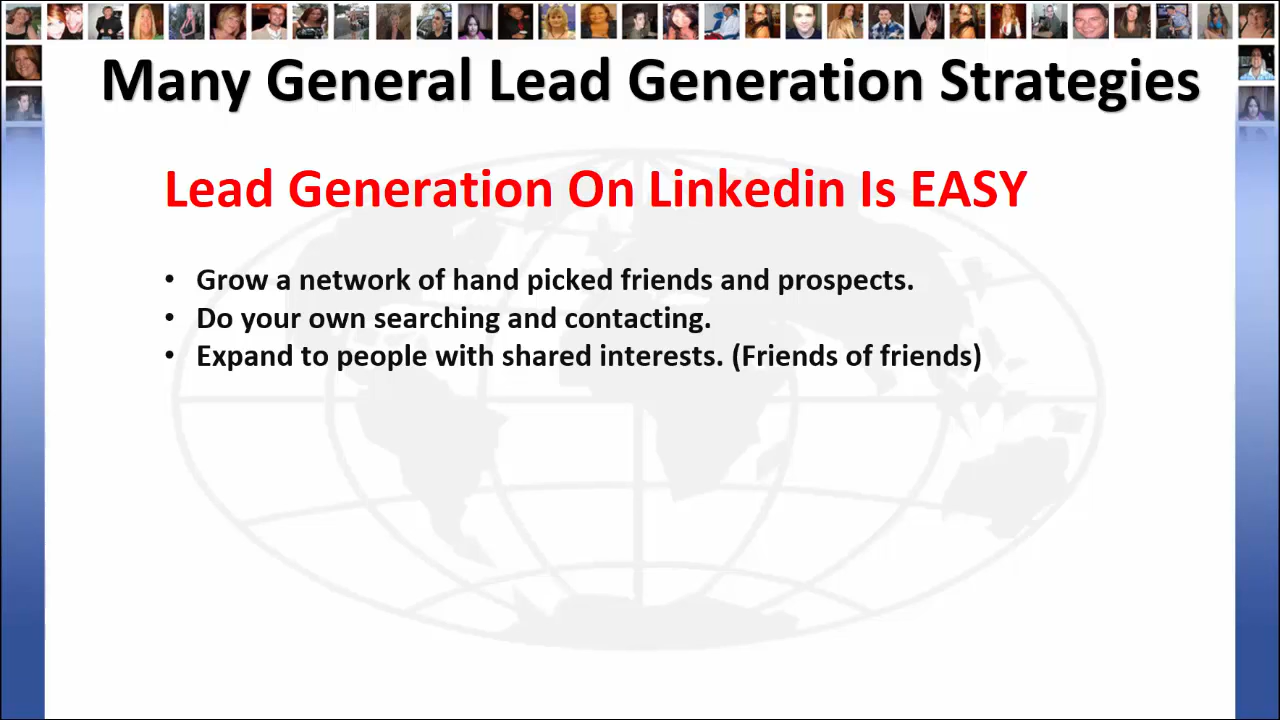 Many General Lead Generation Strategies
Lead Generation On Linkedin Is EASY
• Grow a network of hand picked friends and prospects.
• Do your own searching and contacting.
• Expand to people with shared interests. (Friends of friends)